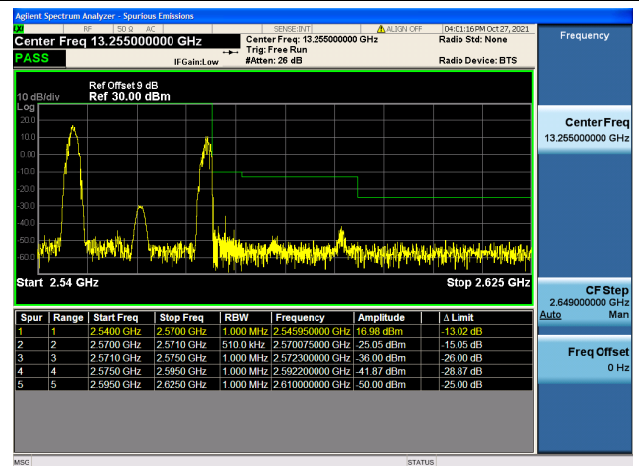 Agilent Spectrum Analyzer - Spurious Emissions
RF 50 Ω AC SENSE:INT ALIGN OFF 04:01:16 PM Oct 27, 2021
Center Freq 13.255000000 GHz Center Freq: 13.255000000 GHz Radio Std: None Frequency
Trig: Free Run
PASS IFGain:Low #Atten: 26 dB Radio Device: BTS
Ref Offset 9 dB
10 dB/div Ref 30.00 dBm
Log
20.0
10.0
0.00
-10.0
-20.0
-30.0
-40.0
-50.0
-60.0
Start 2.54 GHz Stop 2.625 GHz
Spur Range Start Freq Stop Freq RBW Frequency Amplitude Δ Limit
1 1 2.5400 GHz 2.5700 GHz 1.000 MHz 2.545950000 GHz 16.98 dBm -13.02 dB
2 2 2.5700 GHz 2.5710 GHz 510.0 kHz 2.570075000 GHz -25.05 dBm -15.05 dB
3 3 2.5710 GHz 2.5750 GHz 1.000 MHz 2.572300000 GHz -36.00 dBm -26.00 dB
4 4 2.5750 GHz 2.5950 GHz 1.000 MHz 2.592200000 GHz -41.87 dBm -28.87 dB
5 5 2.5950 GHz 2.6250 GHz 1.000 MHz 2.610000000 GHz -50.00 dBm -25.00 dB
Center Freq
13.255000000 GHz
CF Step
2.649000000 GHz
Auto Man
Freq Offset
0 Hz
MSG STATUS